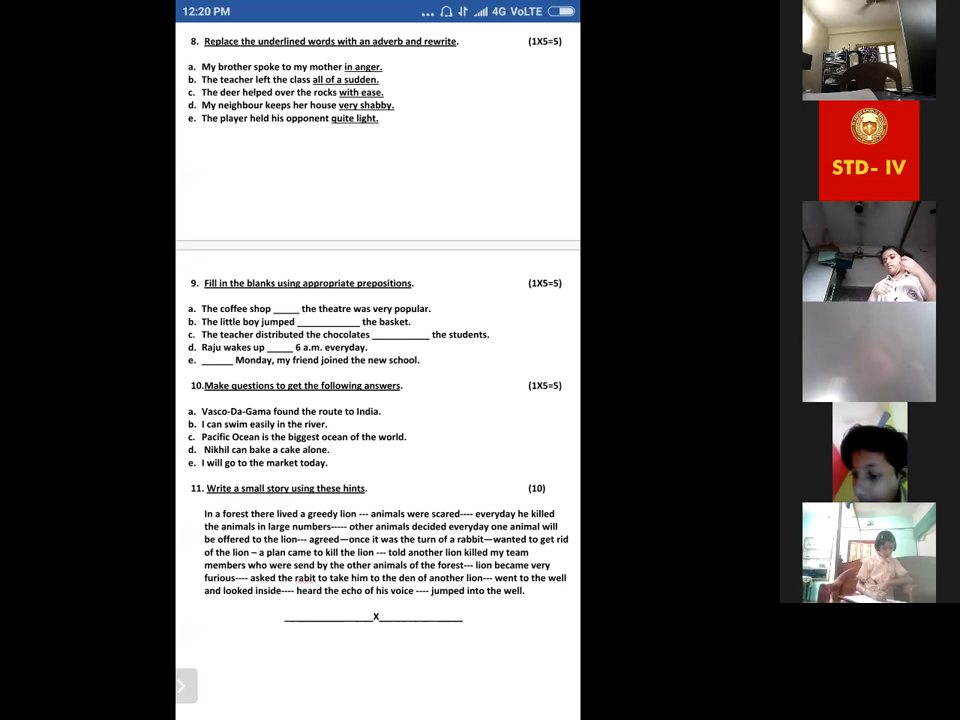 12:20 PM ... 4G VoLTE
8. Replace the underlined words with an adverb and rewrite. (1X5=5)
a. My brother spoke to my mother in anger.
b. The teacher left the class all of a sudden.
c. The deer helped over the rocks with ease.
d. My neighbour keeps her house very shabby.
e. The player held his opponent quite light.
9. Fill in the blanks using appropriate prepositions. (1X5=5)
a. The coffee shop _____ the theatre was very popular.
b. The little boy jumped ____________ the basket.
c. The teacher distributed the chocolates ___________ the students.
d. Raju wakes up _____ 6 a.m. everyday.
e. ______ Monday, my friend joined the new school.
10.Make questions to get the following answers. (1X5=5)
a. Vasco-Da-Gama found the route to India.
b. I can swim easily in the river.
c. Pacific Ocean is the biggest ocean of the world.
d. Nikhil can bake a cake alone.
e. I will go to the market today.
11. Write a small story using these hints. (10)
In a forest there lived a greedy lion --- animals were scared---- everyday he killed
the animals in large numbers----- other animals decided everyday one animal will
be offered to the lion--- agreed—once it was the turn of a rabbit—wanted to get rid
of the lion – a plan came to kill the lion --- told another lion killed my team
members who were send by the other animals of the forest--- lion became very
furious---- asked the rabit to take him to the den of another lion--- went to the well
and looked inside---- heard the echo of his voice ---- jumped into the well.
_________________X________________
STD- IV